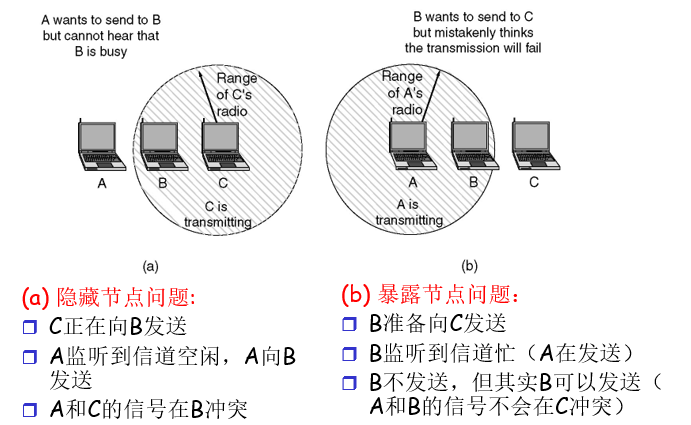 A wants to send to B
but cannot hear that
B is busy
Range
of C's
radio
A
B
C
C is
transmitting
(a)
B wants to send to C
but mistakenly thinks
the transmission will fail
Range
of A's
radio
A
B
C
A is
transmitting
(b)
(a) 隐藏节点问题:
C正在向B发送
A监听到信道空闲，A向B
发送
A和C的信号在B冲突
(b) 暴露节点问题：
B准备向C发送
B监听到信道忙（A在发送）
B不发送，但其实B可以发送（
A和B的信号不会在C冲突）